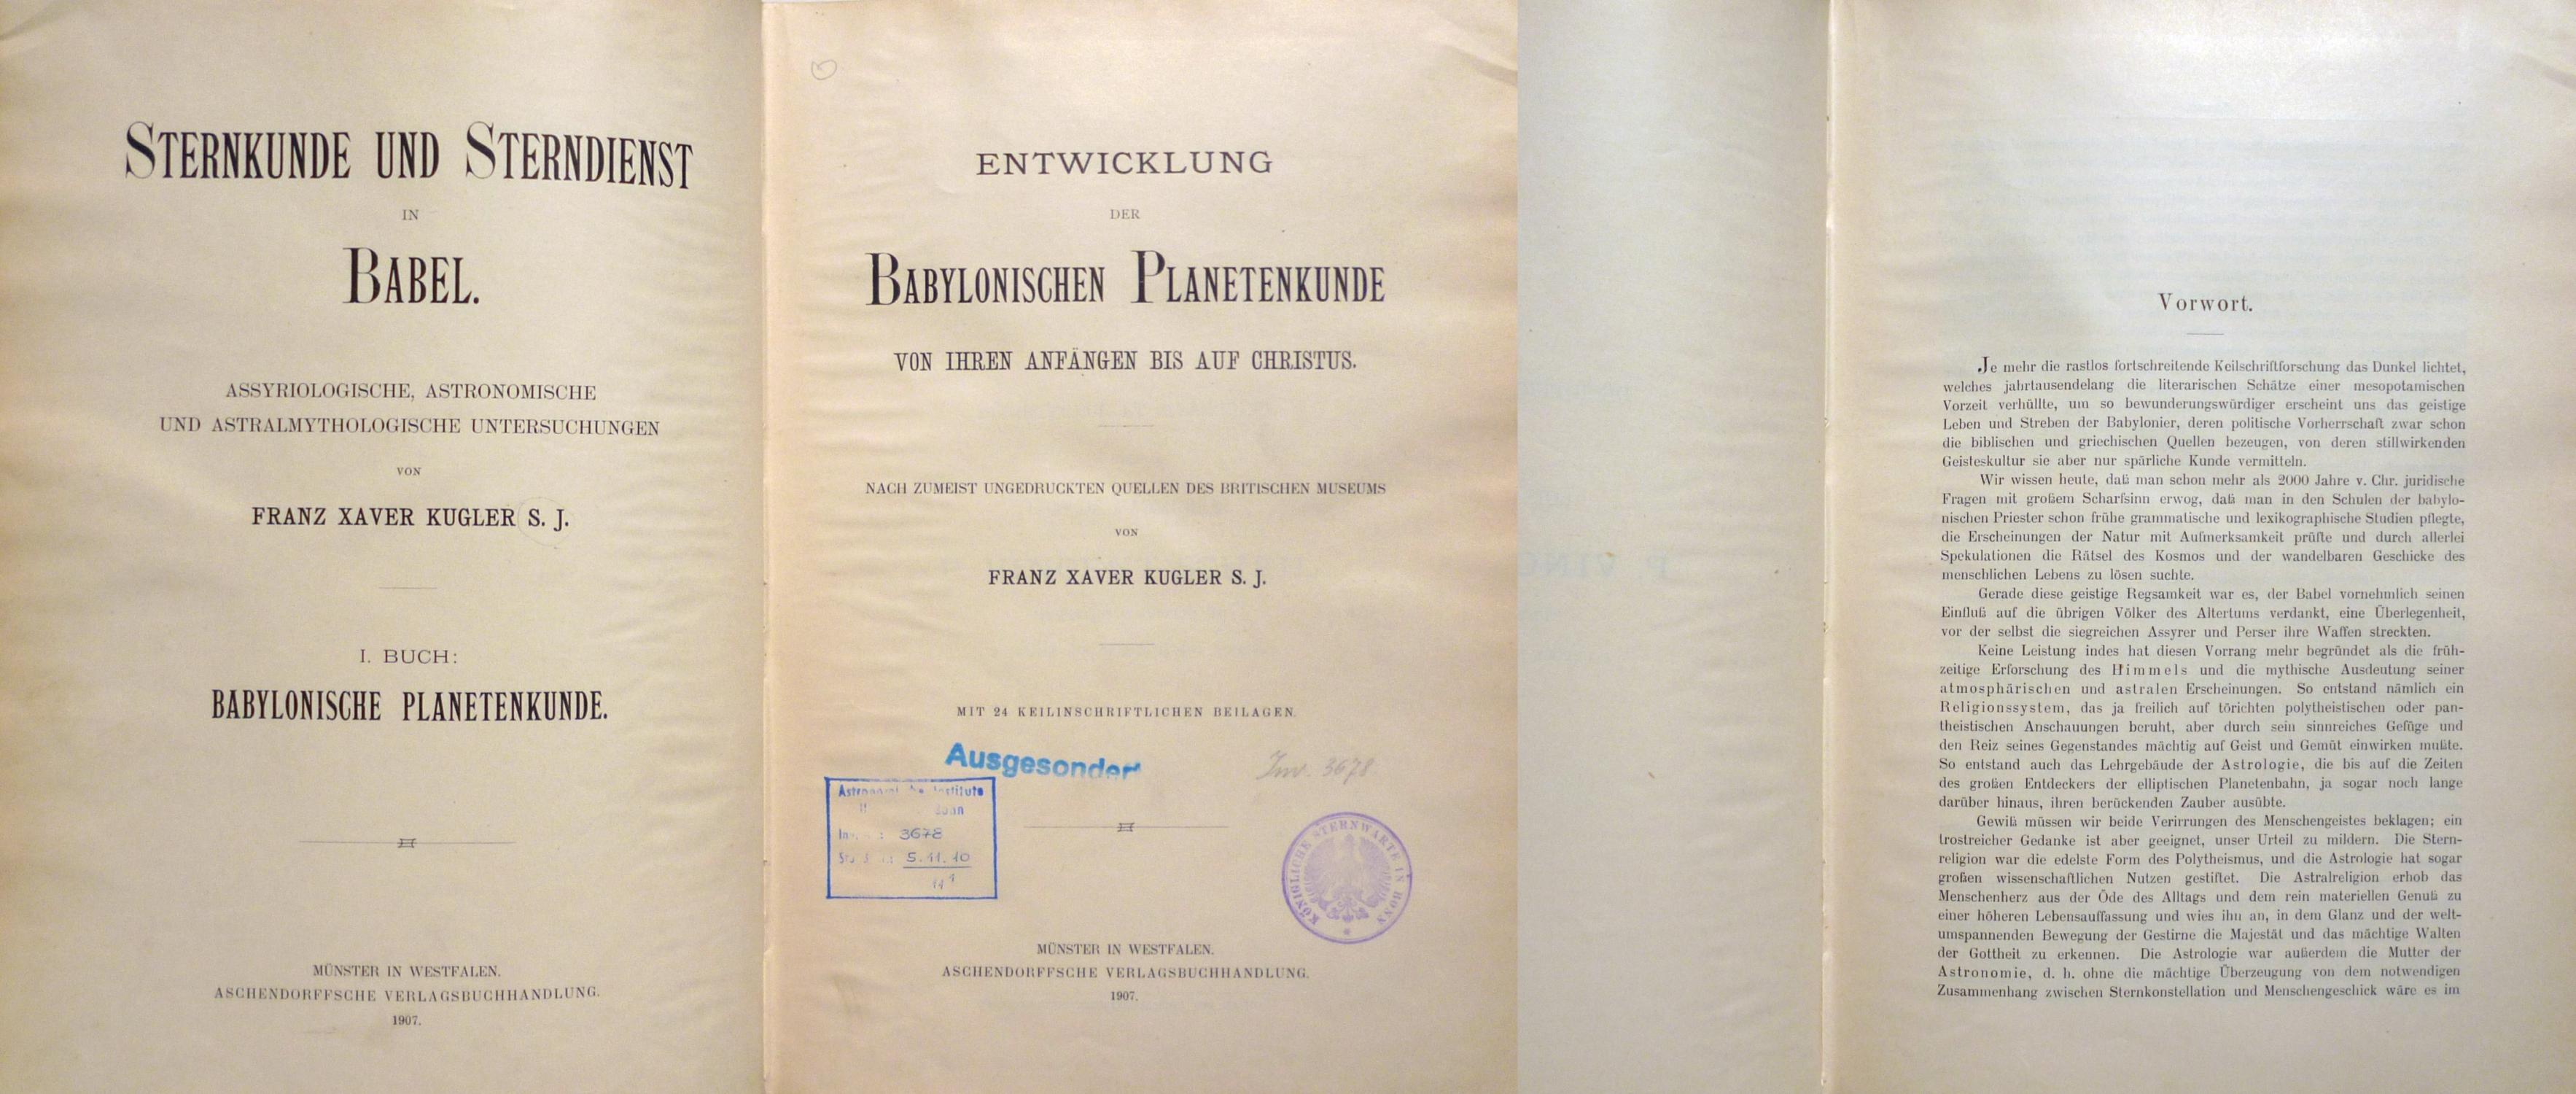 STERNKUNDE UND STERNDIENST
IN
BABEL.
ASSYRIOLOGISCHE, ASTRONOMISCHE
UND ASTRALMYTHOLOGISCHE UNTERSUCHUNGEN
VON
FRANZ XAVER KUGLER S. J.
I. BUCH:
BABYLONISCHE PLANETENKUNDE.
MÜNSTER IN WESTFALEN.
ASCHENDORFFSCHE VERLAGSBUCHHANDLUNG.
1907.
ENTWICKLUNG
DER
BABYLONISCHEN PLANETENKUNDE
VON IHREN ANFÄNGEN BIS AUF CHRISTUS.
NACH ZUMEIST UNGEDRUCKTEN QUELLEN DES BRITISCHEN MUSEUMS
VON
FRANZ XAVER KUGLER S. J.
MIT 24 KEILINSCHRIFTLICHEN BEILAGEN.
Ausgesondert
Inv. 3678.
Institute
Bonn
3678
5.11.10
KÖNIGLICHE STERNWARTE IN BONN
MÜNSTER IN WESTFALEN.
ASCHENDORFFSCHE VERLAGSBUCHHANDLUNG.
1907.
Vorwort.
Je mehr die rastlos fortschreitende Keilschriftforschung das Dunkel lichtet,
welches jahrtausendelang die literarischen Schätze einer mesopotamischen
Vorzeit verhüllte, um so bewunderungswürdiger erscheint uns das geistige
Leben und Streben der Babylonier, deren politische Vorherrschaft zwar schon
die biblischen und griechischen Quellen bezeugen, von deren stillwirkenden
Geisteskultur sie aber nur spärliche Kunde vermitteln.
Wir wissen heute, daß man schon mehr als 2000 Jahre v. Chr. juridische
Fragen mit großem Scharfsinn erwog, daß man in den Schulen der babylo-
nischen Priester schon frühe grammatische und lexikographische Studien pflegte,
die Erscheinungen der Natur mit Aufmerksamkeit prüfte und durch allerlei
Spekulationen die Rätsel des Kosmos und der wandelbaren Geschicke des
menschlichen Lebens zu lösen suchte.
Gerade diese geistige Regsamkeit war es, der Babel vornehmlich seinen
Einfluß auf die übrigen Völker des Altertums verdankt, eine Überlegenheit,
vor der selbst die siegreichen Assyrer und Perser ihre Waffen streckten.
Keine Leistung indes hat diesen Vorrang mehr begründet als die früh-
zeitige Erforschung des Himmels und die mythische Ausdeutung seiner
atmosphärischen und astralen Erscheinungen. So entstand nämlich ein
Religionssystem, das ja freilich auf törichten polytheistischen oder pan-
theistischen Anschauungen beruht, aber durch sein sinnreiches Gefüge und
den Reiz seines Gegenstandes mächtig auf Geist und Gemüt einwirken mußte.
So entstand auch das Lehrgebäude der Astrologie, die bis auf die Zeiten
des großen Entdeckers der elliptischen Planetenbahn, ja sogar noch lange
darüber hinaus, ihren berückenden Zauber ausübte.
Gewiß müssen wir beide Verirrungen des Menschengeistes beklagen; ein
trostreicher Gedanke ist aber geeignet, unser Urteil zu mildern. Die Stern-
religion war die edelste Form des Polytheismus, und die Astrologie hat sogar
großen wissenschaftlichen Nutzen gestiftet. Die Astralreligion erhob das
Menschenherz aus der Öde des Alltags und dem rein materiellen Genuß zu
einer höheren Lebensauffassung und wies ihn an, in dem Glanz und der welt-
umspannenden Bewegung der Gestirne die Majestät und das mächtige Walten
der Gottheit zu erkennen. Die Astrologie war außerdem die Mutter der
Astronomie, d. h. ohne die mächtige Überzeugung von dem notwendigen
Zusammenhang zwischen Sternkonstellation und Menschengeschick wäre es im